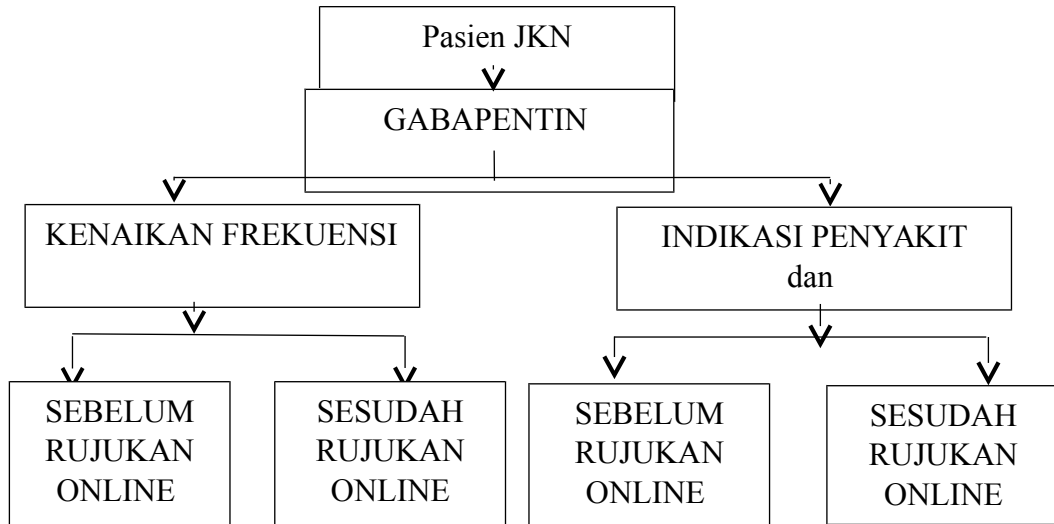 Pasien JKN
GABAPENTIN
KENAIKAN FREKUENSI
INDIKASI PENYAKIT
dan
SEBELUM
RUJUKAN
ONLINE
SESUDAH
RUJUKAN
ONLINE
SEBELUM
RUJUKAN
ONLINE
SESUDAH
RUJUKAN
ONLINE